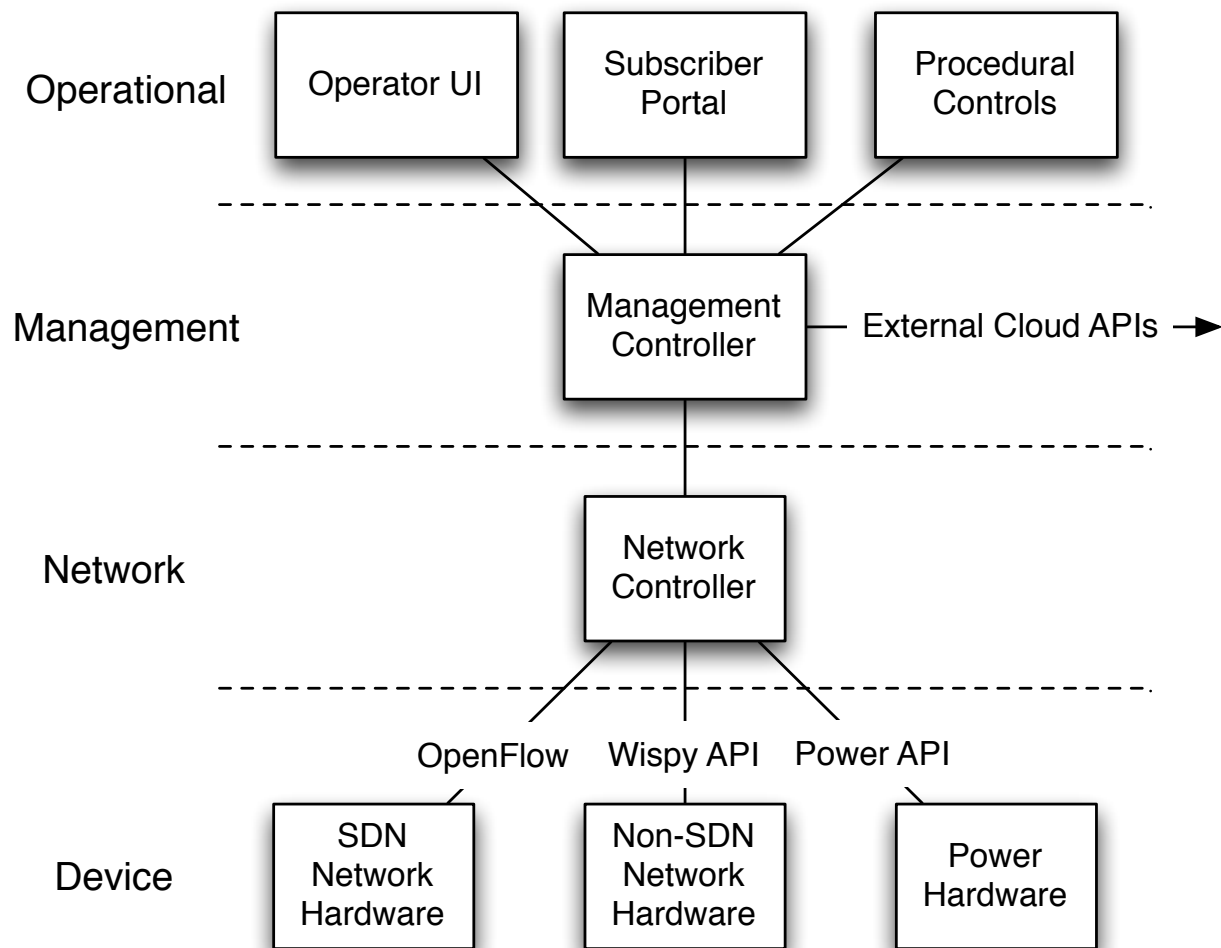 Operational
Operator UI
Subscriber
Portal
Procedural
Controls
Management
Management
Controller
External Cloud APIs
Network
Network
Controller
OpenFlow
Wispy API
Power API
Device
SDN
Network
Hardware
Non-SDN
Network
Hardware
Power
Hardware